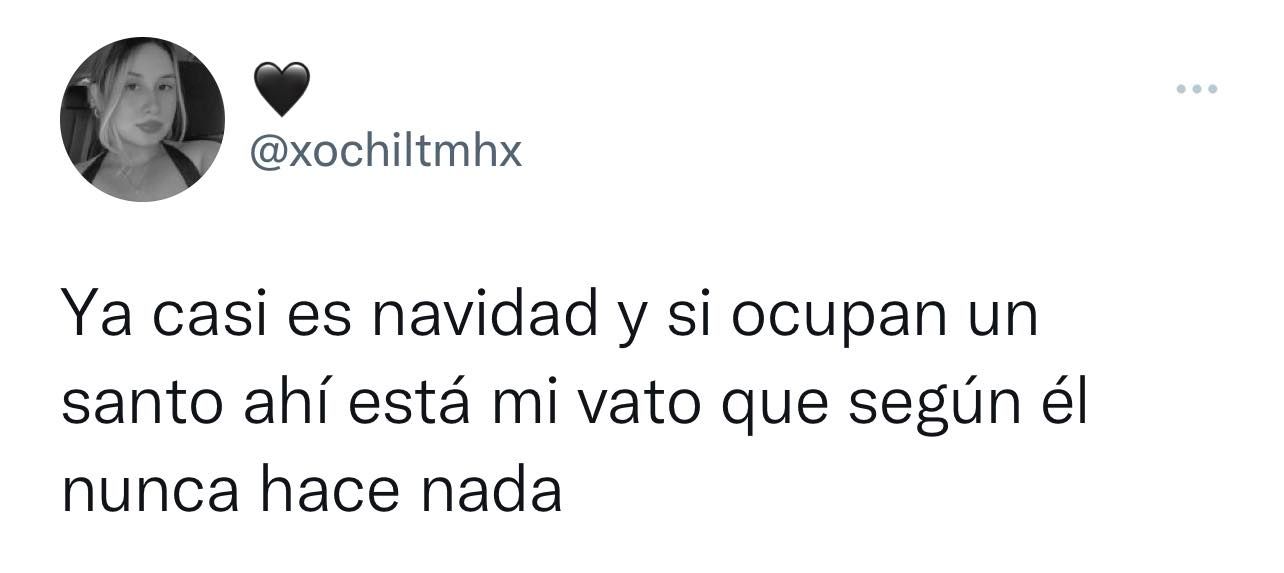 🖤
@xochiltmhx
Ya casi es navidad y si ocupan un
santo ahí está mi vato que según él
nunca hace nada